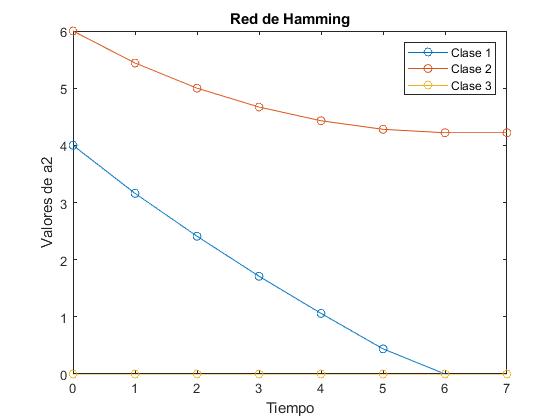 Red de Hamming
6
5
4
3
2
1
0
Valores de a2
Clase 1
Clase 2
Clase 3
0 1 2 3 4 5 6 7
Tiempo